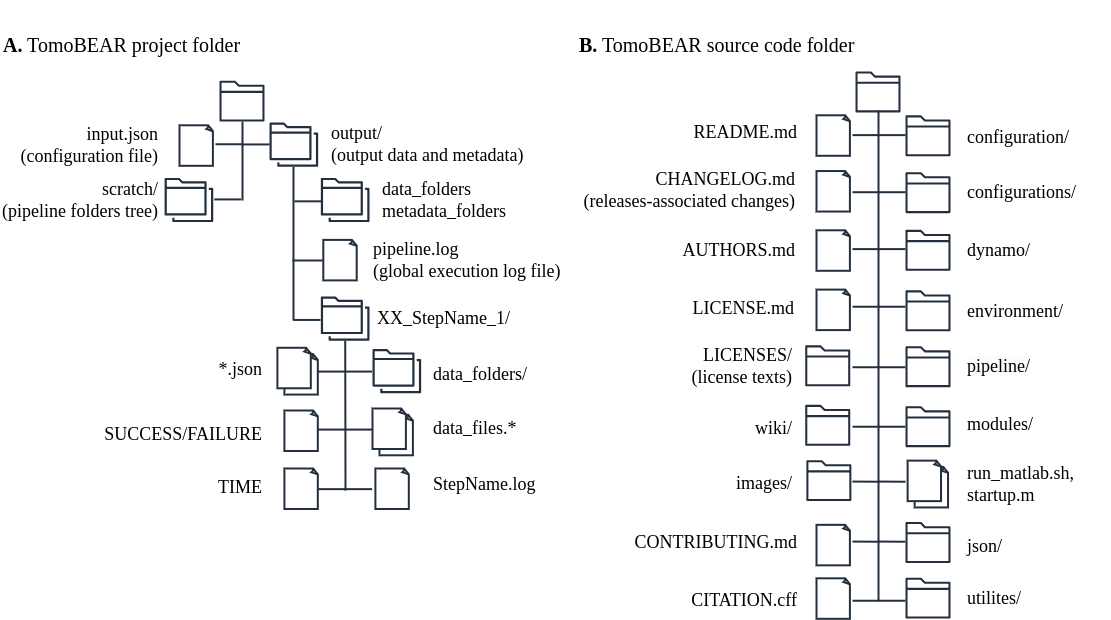 A. TomoBEAR project folder
input.json
(configuration file)
output/
(output data and metadata)
scratch/
(pipeline folders tree)
data_folders
metadata_folders
pipeline.log
(global execution log file)
XX_StepName_1/
*.json
data_folders/
SUCCESS/FAILURE
data_files.*
TIME
StepName.log
B. TomoBEAR source code folder
README.md
configuration/
CHANGELOG.md
(releases-associated changes)
configurations/
AUTHORS.md
dynamo/
LICENSE.md
environment/
LICENSES/
(license texts)
pipeline/
wiki/
modules/
images/
run_matlab.sh,
startup.m
CONTRIBUTING.md
json/
CITATION.cff
utilites/